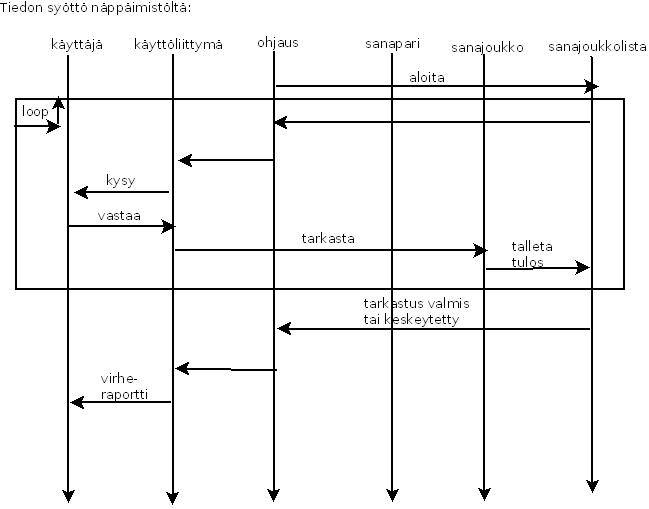 Tiedon syöttö näppäimistöltä:
käyttäjä
käyttöliittymä
ohjaus
sanapari
sanajoukko
sanajoukkolista
aloita
loop
kysy
vastaa
tarkasta
talleta
tulos
tarkastus valmis
tai keskeytetty
virhe-
raportti